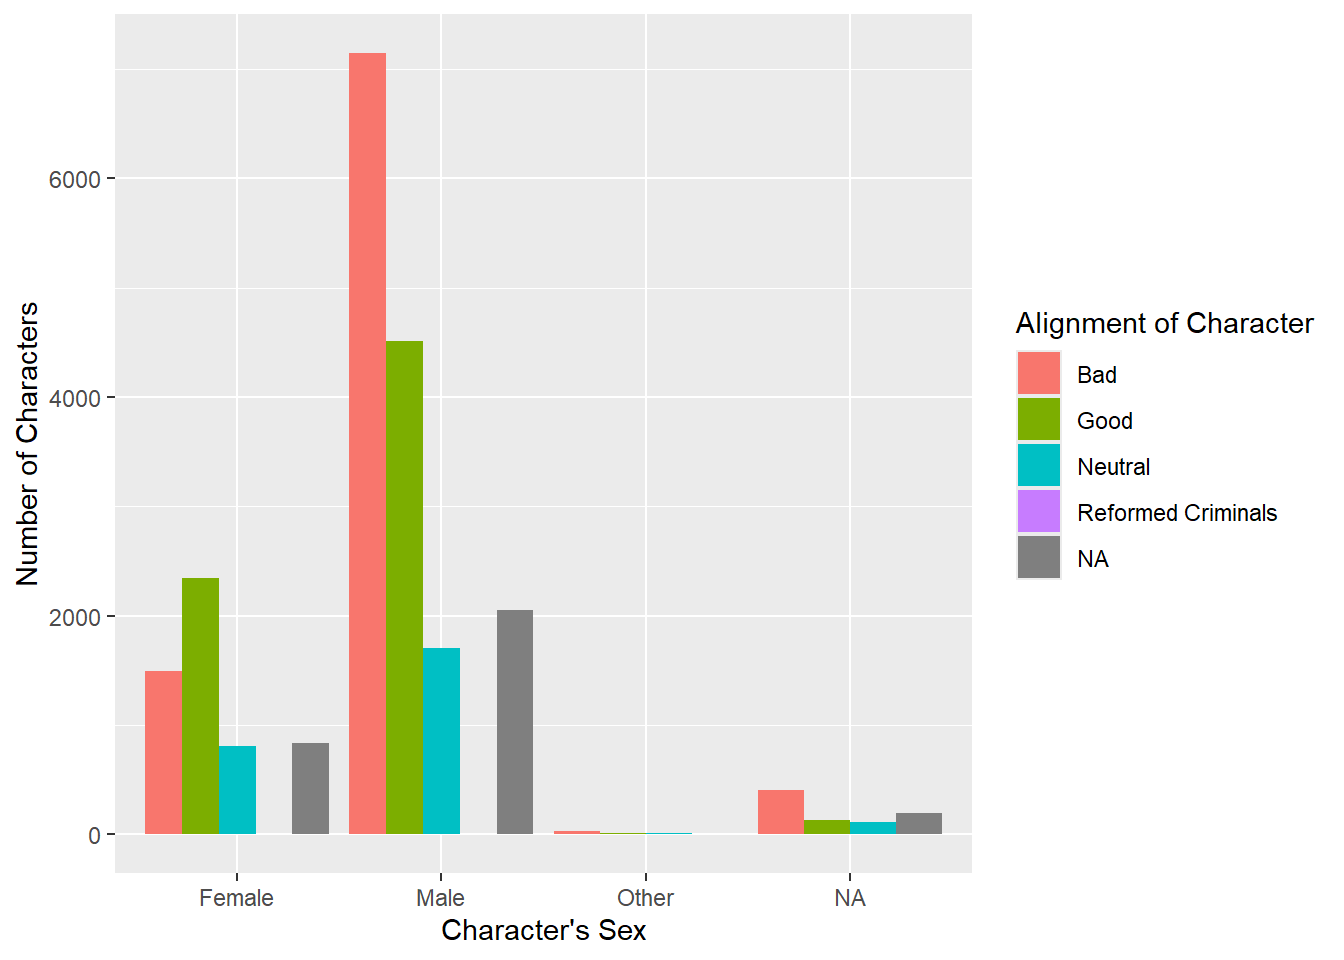 6000
4000
2000
0
Number of Characters
Female Male Other NA
Character's Sex
Alignment of Character
Bad
Good
Neutral
Reformed Criminals
NA